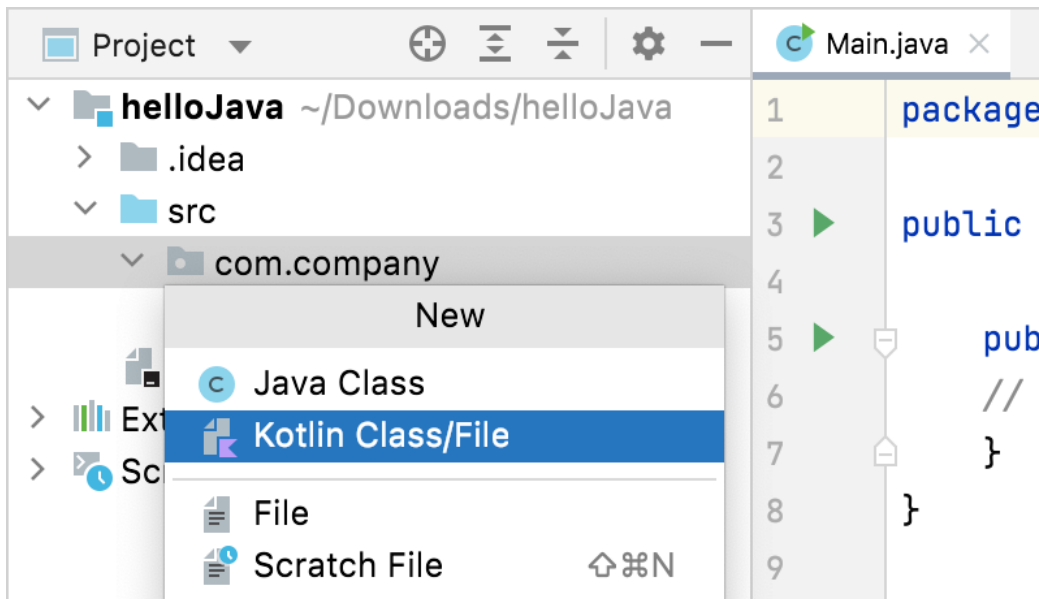 Project
helloJava ~/Downloads/helloJava
.idea
src
com.company
New
Java Class
Kotlin Class/File
File
Scratch File ⇧⌘N
Main.java
1 package
2
3 public
4
5
6 //
7 }
8 }
9